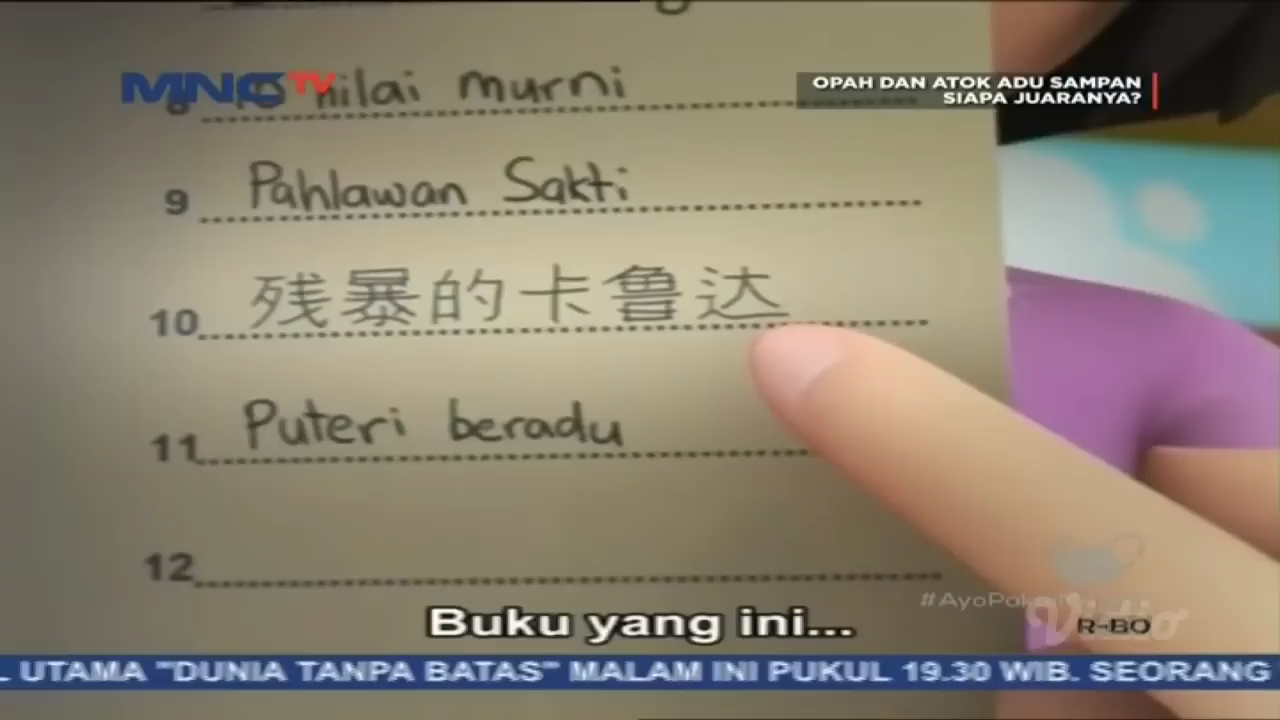 MNCTV
OPAH DAN ATOK ADU SAMPAN
SIAPA JUARANYA?
8 nilai murni
9 Pahlawan Sakti
10 残暴的卡鲁达
11 Puteri beradu
12
Buku yang ini...
Vidio
R-BO
UTAMA "DUNIA TANPA BATAS" MALAM INI PUKUL 19.30 WIB. SEORANG